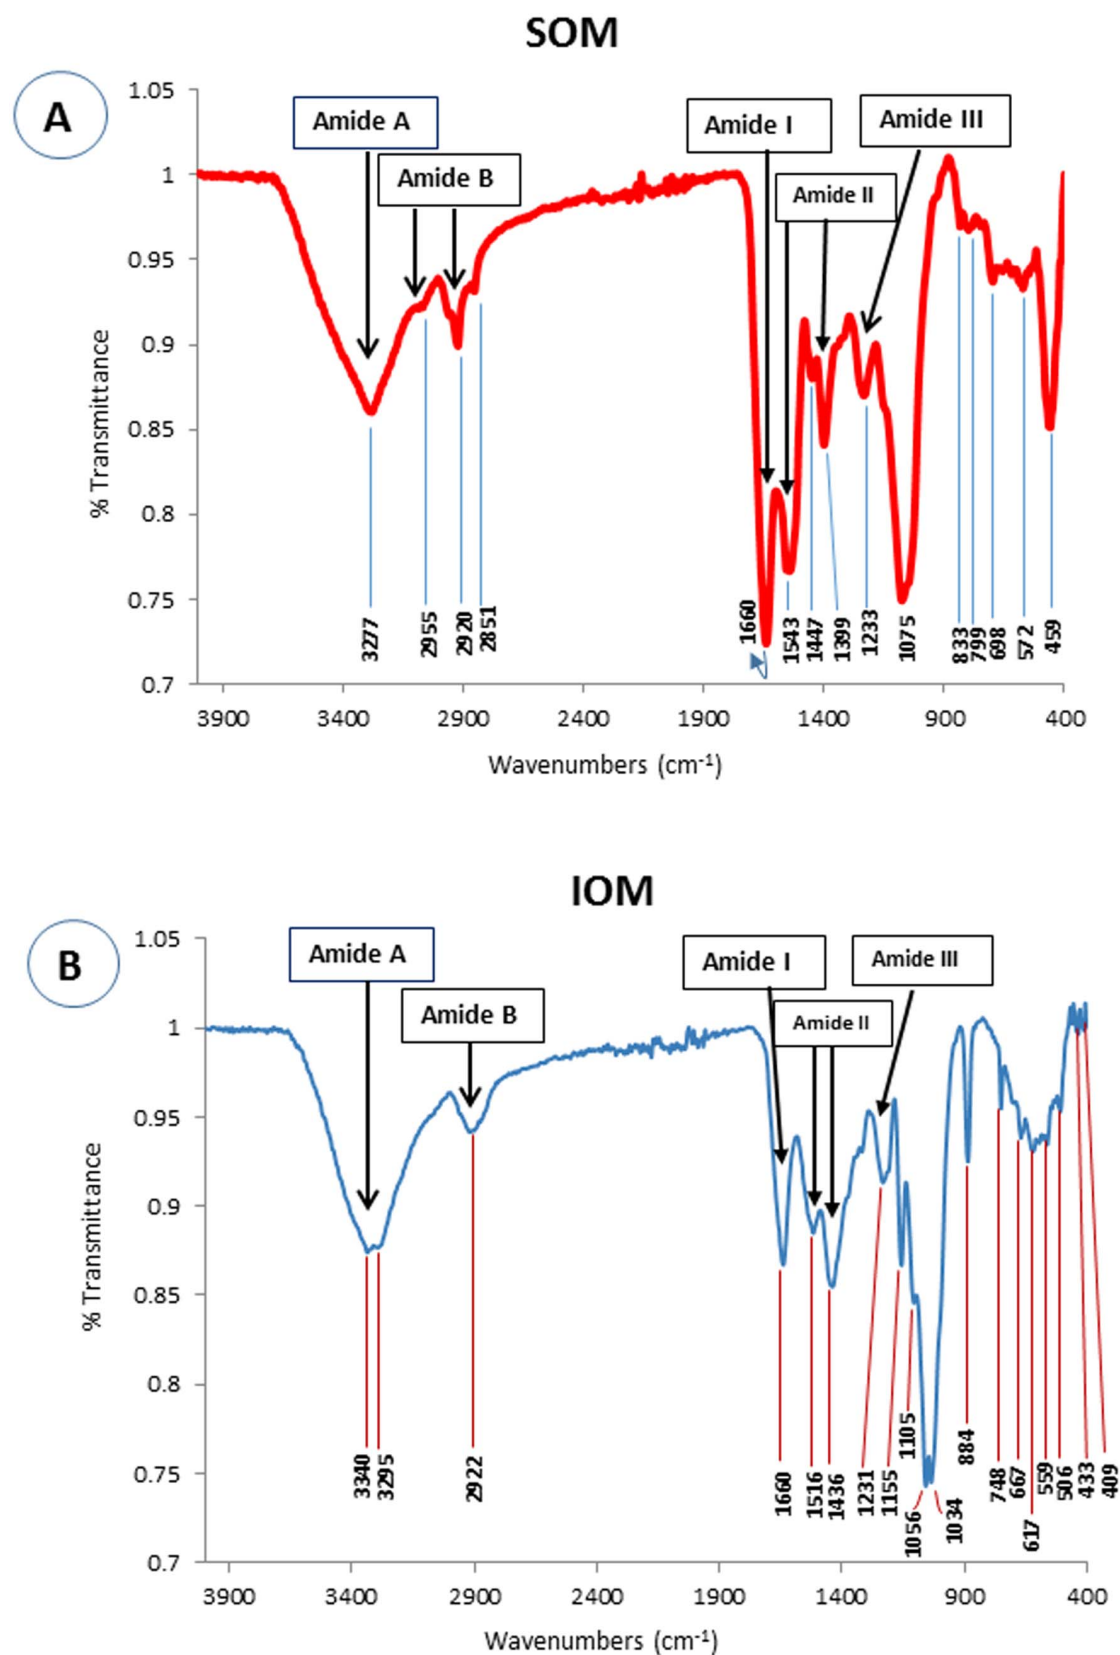 SOM
A
1.05
Amide A
Amide I
Amide III
Amide B
Amide II
1
0.95
0.9
0.85
0.8
0.75
0.7
% Transmittance
3277
2955
2920
2851
1660
1543
1447
1399
1233
1075
833
799
698
572
459
3900 3400 2900 2400 1900 1400 900 400
Wavenumbers (cm-1)
IOM
B
1.05
Amide A
Amide I
Amide III
Amide B
Amide II
1
0.95
0.9
0.85
0.8
0.75
0.7
% Transmittance
3340
3295
2922
1660
1516
1436
1231
1155
1105
1056
1034
884
748
667
617
559
506
433
409
3900 3400 2900 2400 1900 1400 900 400
Wavenumbers (cm-1)